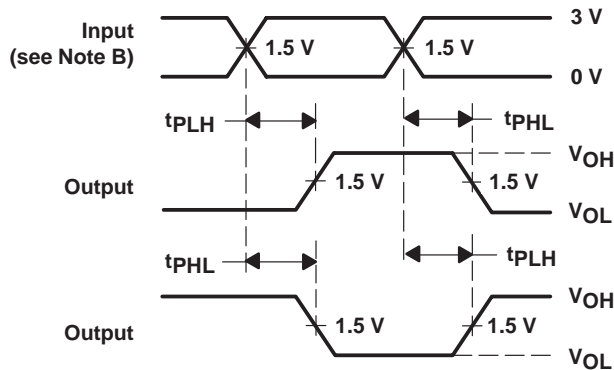 3 V
Input
(see Note B)
1.5 V
1.5 V
0 V
tPLH
tPHL
VOH
Output
1.5 V
1.5 V
VOL
tPHL
tPLH
VOH
Output
1.5 V
1.5 V
VOL